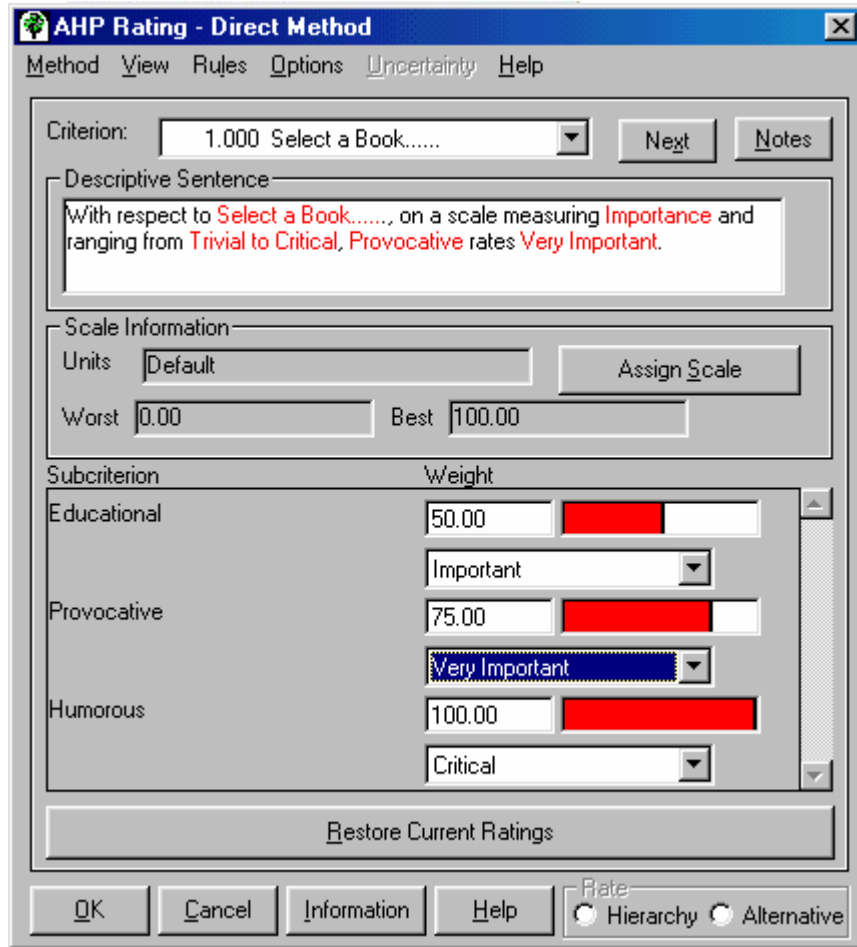 AHP Rating - Direct Method
Method View Rules Options Uncertainty Help
Criterion: 1.000 Select a Book...... Next Notes
Descriptive Sentence
With respect to Select a Book......, on a scale measuring Importance and
ranging from Trivial to Critical, Provocative rates Very Important.
Scale Information
Units Default Assign Scale
Worst 0.00 Best 100.00
Subcriterion Weight
Educational 50.00
Important
Provocative 75.00
Very Important
Humorous 100.00
Critical
Restore Current Ratings
Rate
OK Cancel Information Help Hierarchy Alternative